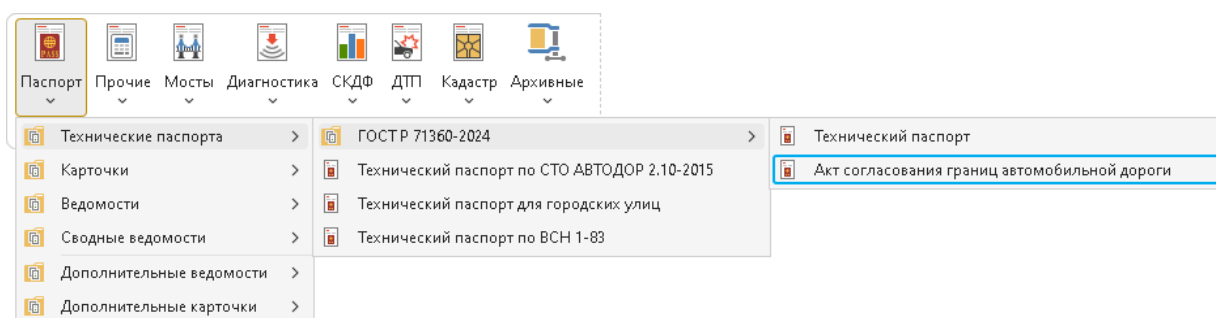 PASS
Паспорт Прочие Мосты Диагностика СКДФ ДТП Кадастр Архивные
Технические паспорта ГОСТ Р 71360-2024 Технический паспорт
Карточки Технический паспорт по СТО АВТОДОР 2.10-2015 Акт согласования границ автомобильной дороги
Ведомости Технический паспорт для городских улиц
Сводные ведомости Технический паспорт по ВСН 1-83
Дополнительные ведомости
Дополнительные карточки